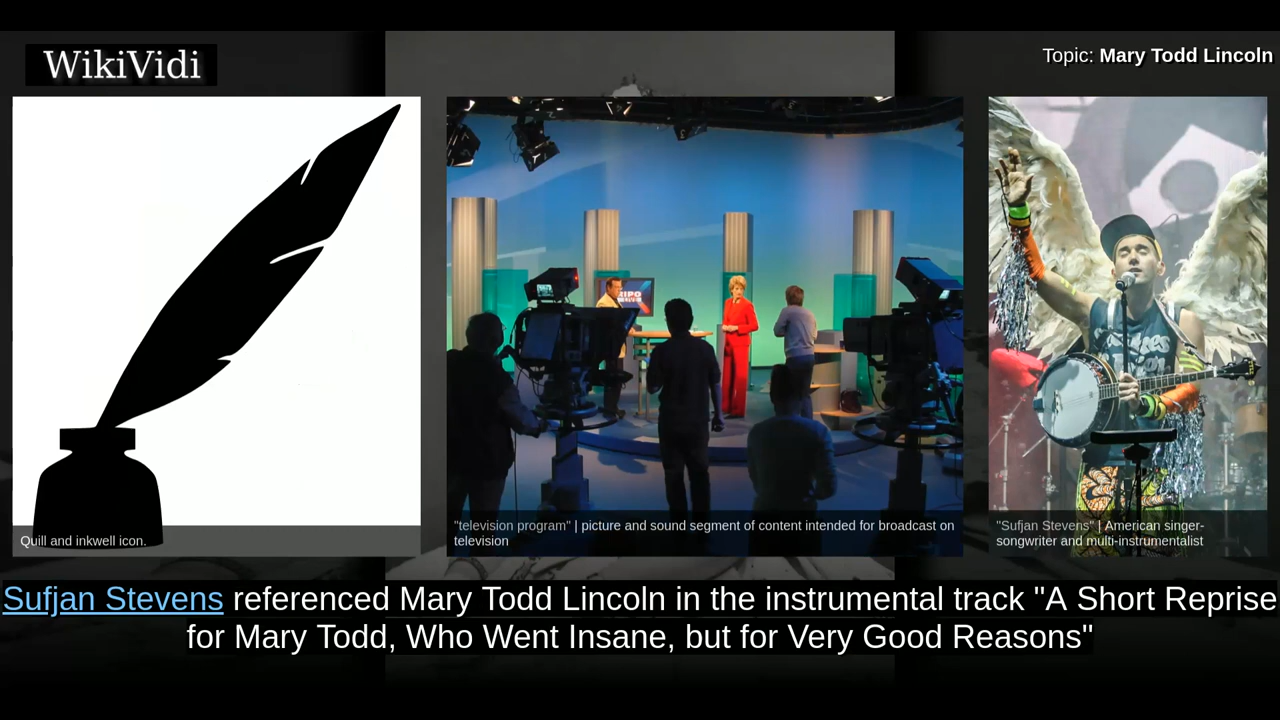 WikiVidi
Topic: Mary Todd Lincoln
Quill and inkwell icon.
"television program" | picture and sound segment of content intended for broadcast on
television
"Sufjan Stevens" | American singer-
songwriter and multi-instrumentalist
Sufjan Stevens referenced Mary Todd Lincoln in the instrumental track "A Short Reprise
for Mary Todd, Who Went Insane, but for Very Good Reasons"